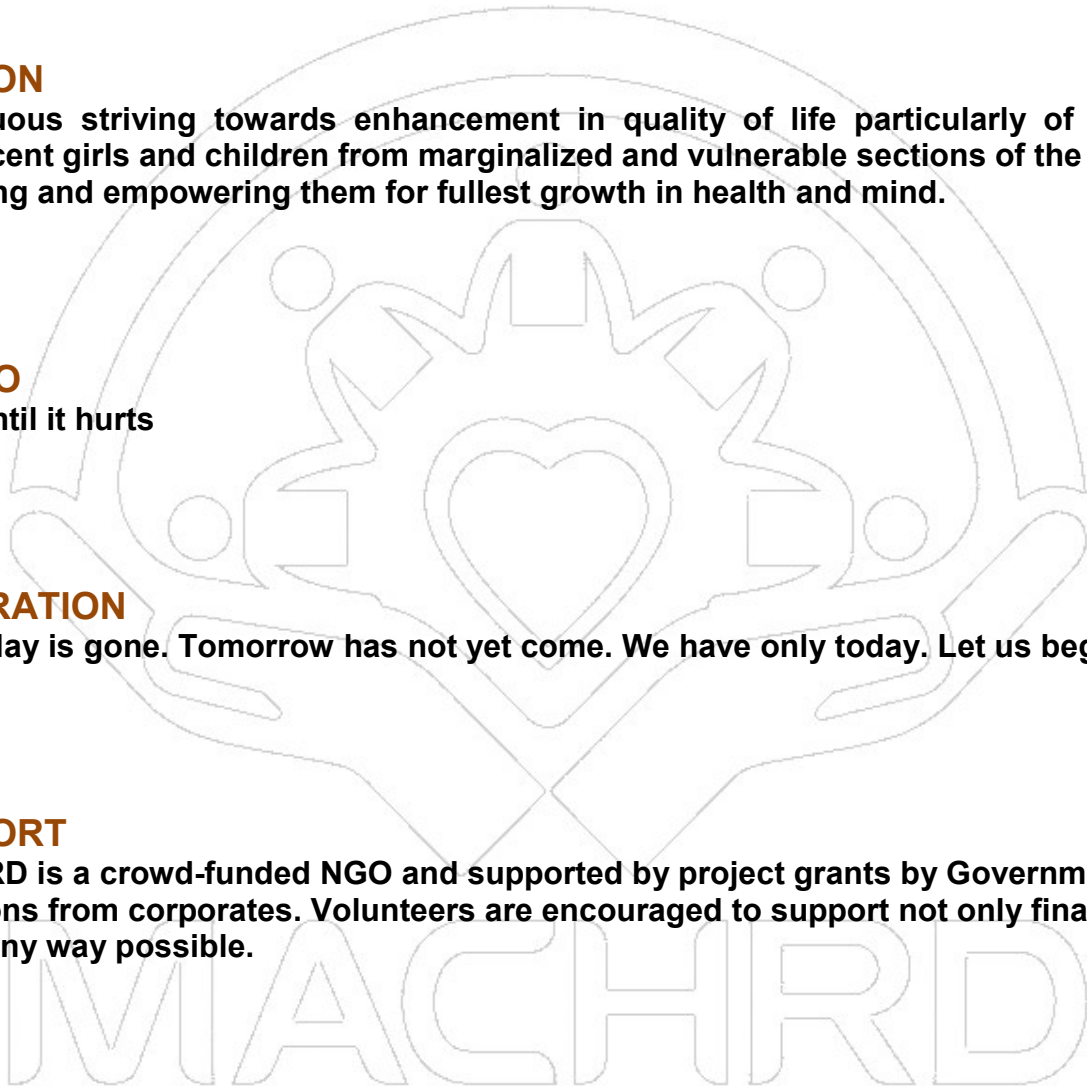 ON
uous striving towards enhancement in quality of life particularly of
cent girls and children from marginalized and vulnerable sections of the
ng and empowering them for fullest growth in health and mind.
O
ntil it hurts
RATION
lay is gone. Tomorrow has not yet come. We have only today. Let us beg
ORT
RD is a crowd-funded NGO and supported by project grants by Governm
ons from corporates. Volunteers are encouraged to support not only fina
ny way possible.
MACHRD